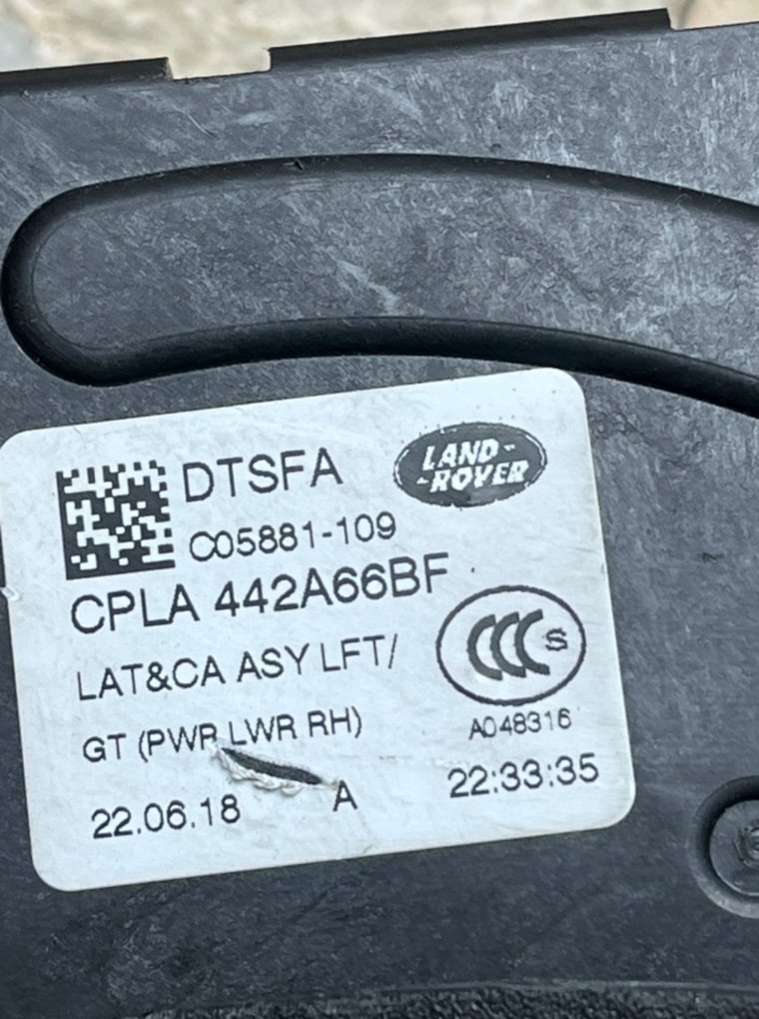 DTSFA
LAND-
-ROVER
C05881-109
CPLA 442A66BF
LAT&CA ASY LFT/
CCC S
GT (PWR LWR RH)
A048316
22.06.18
A
22:33:35